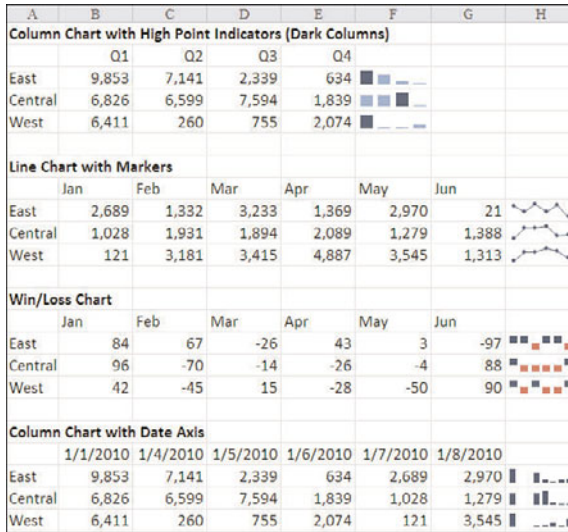 A B C D E F G H
Column Chart with High Point Indicators (Dark Columns)
Q1 Q2 Q3 Q4
East 9,853 7,141 2,339 634
Central 6,826 6,599 7,594 1,839
West 6,411 260 755 2,074
Line Chart with Markers
Jan Feb Mar Apr May Jun
East 2,689 1,332 3,233 1,369 2,970 21
Central 1,028 1,931 1,894 2,089 1,279 1,388
West 121 3,181 3,415 4,887 3,545 1,313
Win/Loss Chart
Jan Feb Mar Apr May Jun
East 84 67 -26 43 3 -97
Central 96 -70 -14 -26 -4 88
West 42 -45 15 -28 -50 90
Column Chart with Date Axis
1/1/2010 1/4/2010 1/5/2010 1/6/2010 1/7/2010 1/8/2010
East 9,853 7,141 2,339 634 2,689 2,970
Central 6,826 6,599 7,594 1,839 1,028 1,279
West 6,411 260 755 2,074 121 3,545